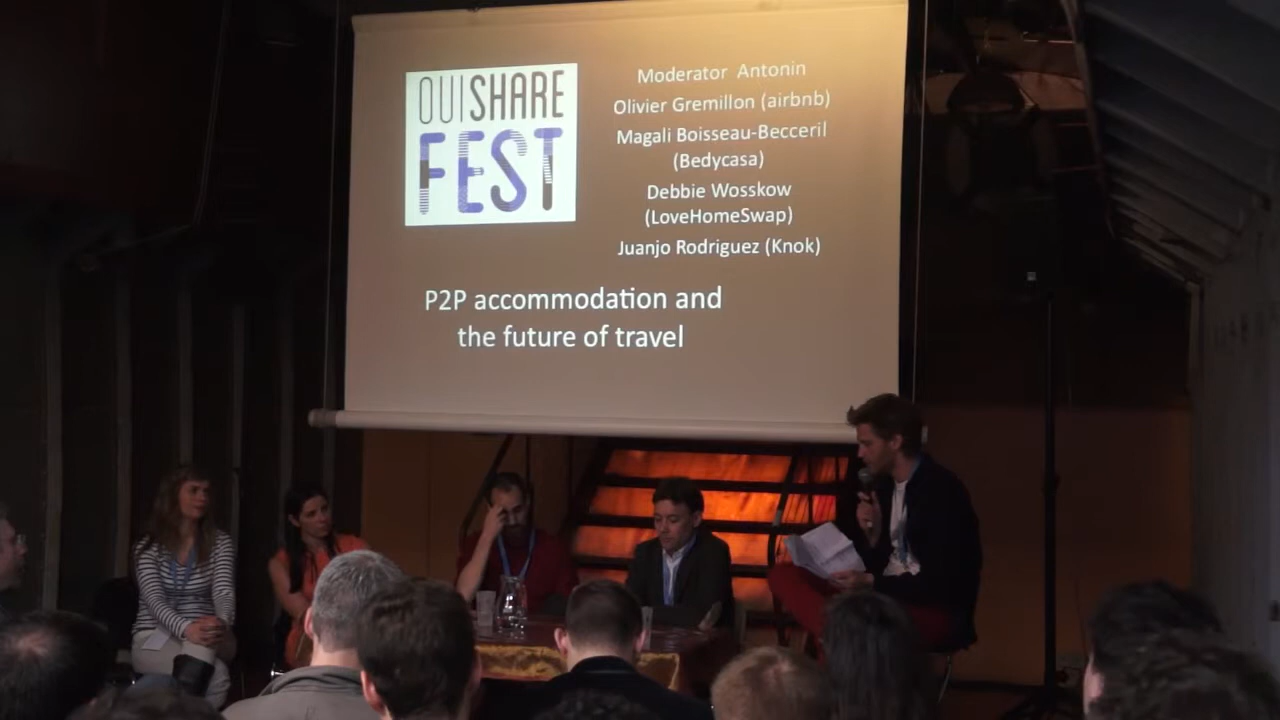 OUISHARE
FEST
Moderator Antonin
Olivier Gremillon (airbnb)
Magali Boisseau-Becceril
(Bedycasa)
Debbie Wosskow
(LoveHomeSwap)
Juanjo Rodriguez (Knok)
P2P accommodation and
the future of travel